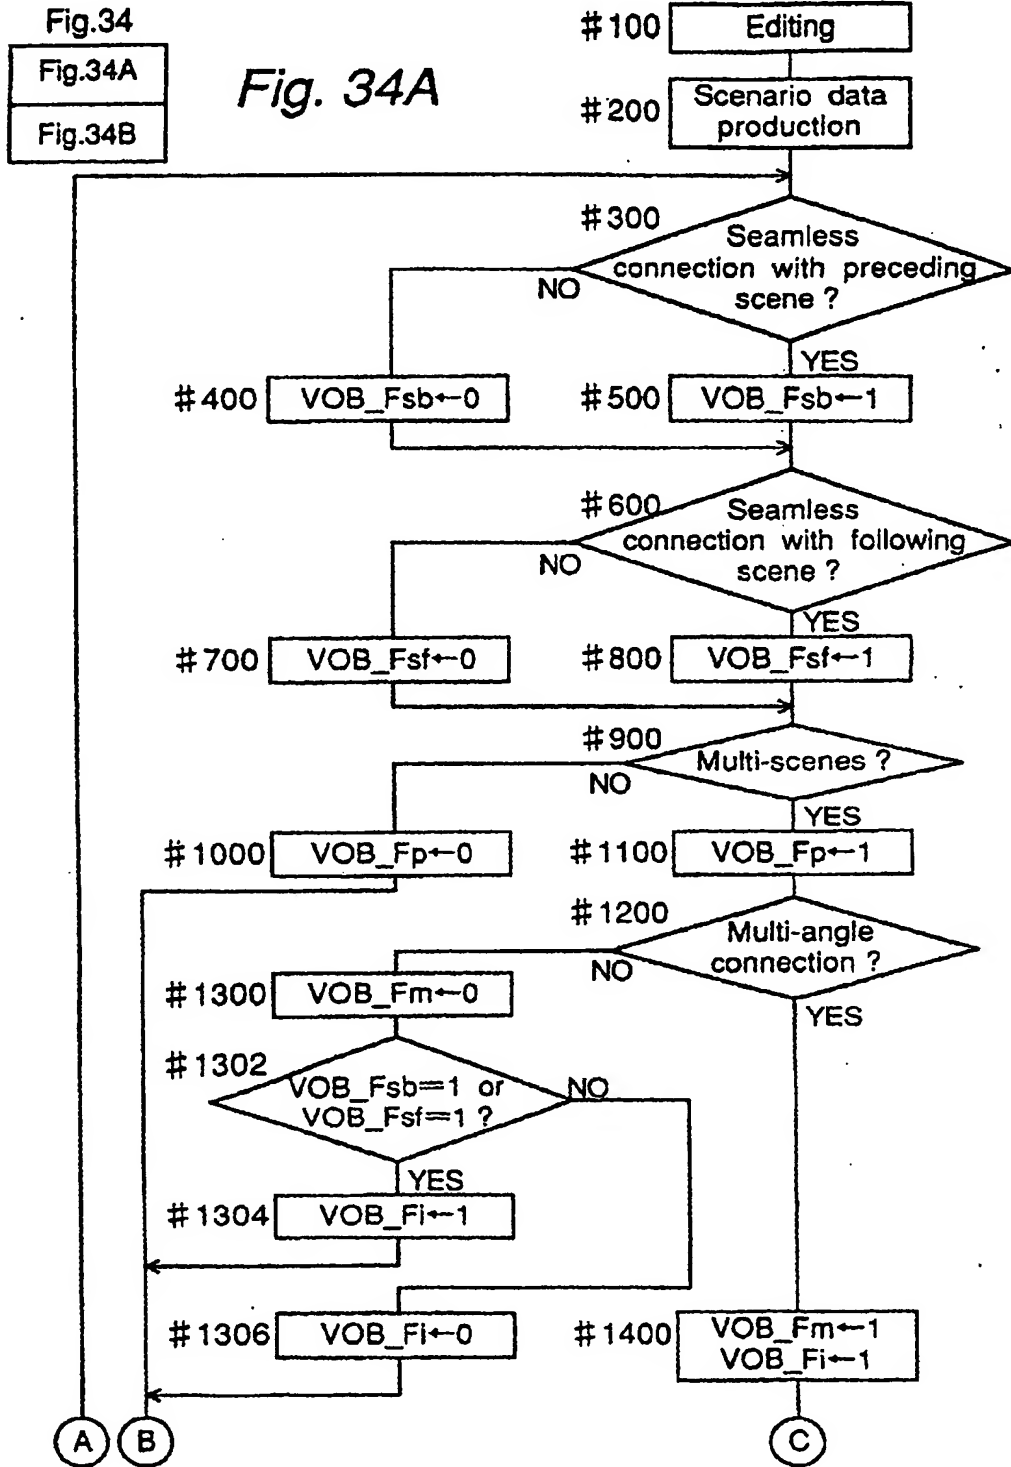 Fig.34
Fig.34A
Fig.34B
Fig. 34A
#100
Editing
#200
Scenario data
production
#300
Seamless
connection with preceding
scene ?
NO
YES
#400
VOB_Fsb←0
#500
VOB_Fsb←1
#600
Seamless
connection with following
scene ?
NO
YES
#700
VOB_Fsf←0
#800
VOB_Fsf←1
#900
Multi-scenes ?
NO
YES
#1000
VOB_Fp←0
#1100
VOB_Fp←1
#1200
Multi-angle
connection ?
NO
YES
#1300
VOB_Fm←0
#1302
VOB_Fsb=1 or
VOB_Fsf=1 ?
NO
YES
#1304
VOB_Fi←1
#1306
VOB_Fi←0
#1400
VOB_Fm←1
VOB_Fi←1
A
B
C